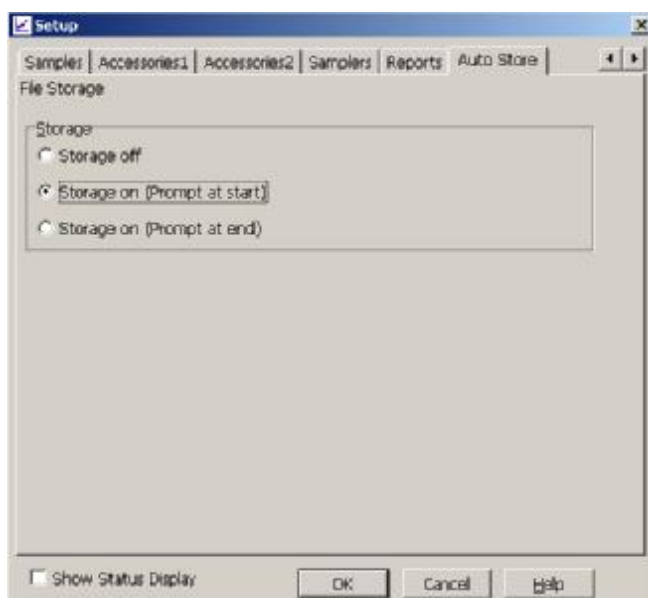 Setup
Samples Accessories1 Accessories2 Samplers Reports Auto Store
File Storage
Storage
Storage off
Storage on (Prompt at start)
Storage on (Prompt at end)
Show Status Display OK Cancel Help